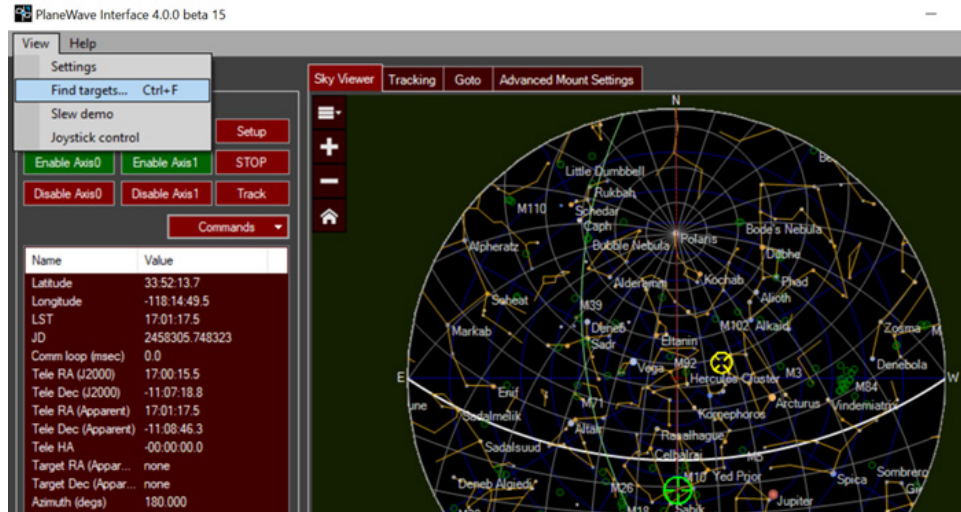 PlaneWave Interface 4.0.0 beta 15
View Help
Settings
Find targets... Ctrl+F
Slew demo
Joystick control
Setup
Enable Axis0 Enable Axis1 STOP
Disable Axis0 Disable Axis1 Track
Commands
Name Value
Latitude 33:52:13.7
Longitude -118:14:49.5
LST 17:01:17.5
JD 2458305.748323
Comm loop (msec) 0.0
Tele RA (J2000) 17:00:15.5
Tele Dec (J2000) -11:07:18.8
Tele RA (Apparent) 17:01:17.5
Tele Dec (Apparent) -11:08:46.3
Tele HA -00:00:00.0
Target RA (Appar... none
Target Dec (Appar... none
Azimuth (degs) 180.000
Sky Viewer Tracking Goto Advanced Mount Settings
N
Little Dumbbell
Rukbah
M110 Schedar
Caph
Bode's Nebula
Alpheratz Bubble Nebula Polaris
Dubhe
Alderamin Kochab Phad
Scheat Alioth
M39
Markab Deneb M102 Alkaid Zosma M
Sadr Eltanin
Vega M92 Denebola
E Hercules Cluster M3 M84 W
Enif
M71 Arcturus Vindemiatrix
une Sadalmelik Kornephoros
Altair Rasalhague
Sadalsuud Celbalrai M5
M10 Yed Prior Sombrero
Deneb Algiedi M26 Spica Gie
Jupiter
M18 Sabik